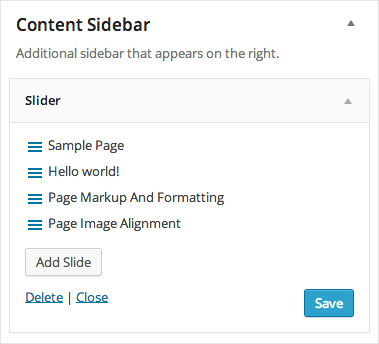 Content Sidebar
Additional sidebar that appears on the right.
Slider
Sample Page
Hello world!
Page Markup And Formatting
Page Image Alignment
Add Slide
Delete | Close
Save